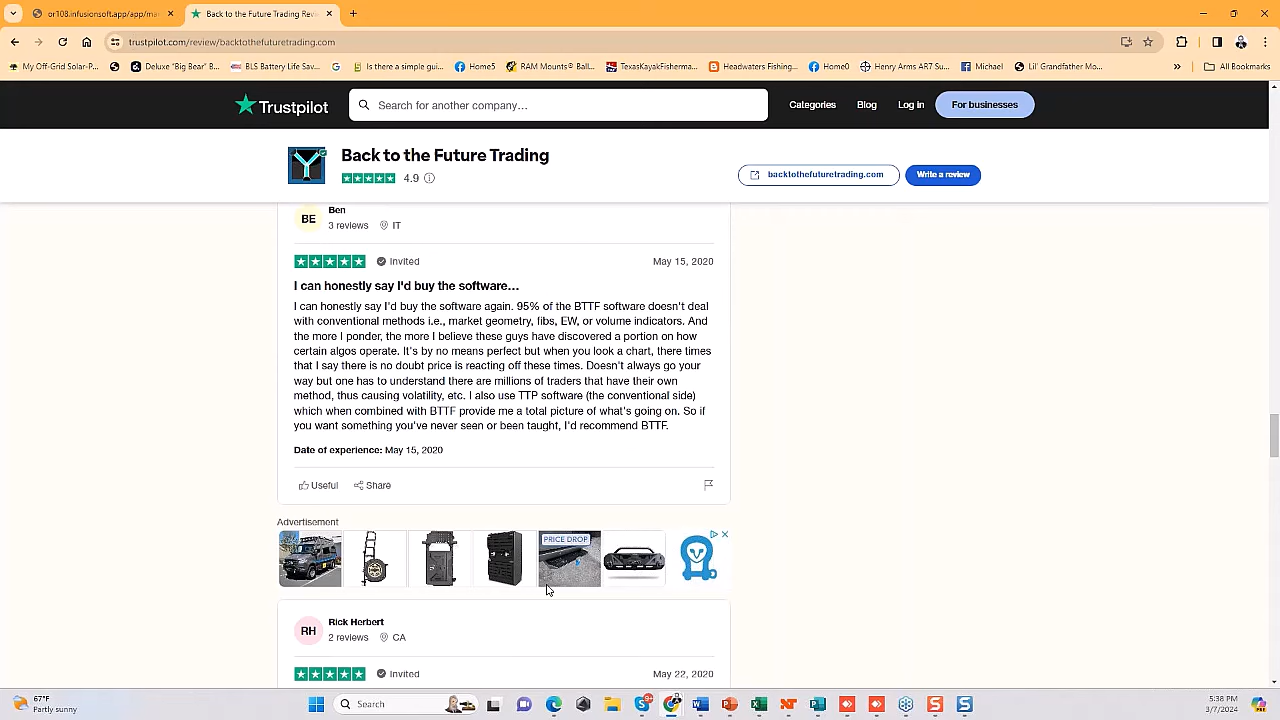 or108.infusionsoft.app/app/ma
Back to the Future Trading Revie
trustpilot.com/review/backtothefuturetrading.com
My Off-Grid Solar-P...
Deluxe "Big Bear" B...
BLS Battery Life Sav...
Is there a simple gui...
Home5
RAM Mounts® Ball...
TexasKayakFisherma...
Headwaters Fishing...
Home0
Henry Arms AR7 Su...
Michael
Lil' Grandfather Mo...
All Bookmarks
Trustpilot
Search for another company...
Categories
Blog
Log in
For businesses
Back to the Future Trading
4.9
backtothefuturetrading.com
Write a review
BE
Ben
3 reviews
IT
Invited
May 15, 2020
I can honestly say I'd buy the software...
I can honestly say I'd buy the software again. 95% of the BTTF software doesn't deal
with conventional methods i.e., market geometry, fibs, EW, or volume indicators. And
the more I ponder, the more I believe these guys have discovered a portion on how
certain algos operate. It's by no means perfect but when you look a chart, there times
that I say there is no doubt price is reacting off these times. Doesn't always go your
way but one has to understand there are millions of traders that have their own
method, thus causing volatility, etc. I also use TTP software (the conventional side)
which when combined with BTTF provide me a total picture of what's going on. So if
you want something you've never seen or been taught, I'd recommend BTTF.
Date of experience: May 15, 2020
Useful
Share
Advertisement
PRICE DROP
RH
Rick Herbert
2 reviews
CA
Invited
May 22, 2020
67°F
Partly sunny
Search
9+
5:38 PM
3/7/2024